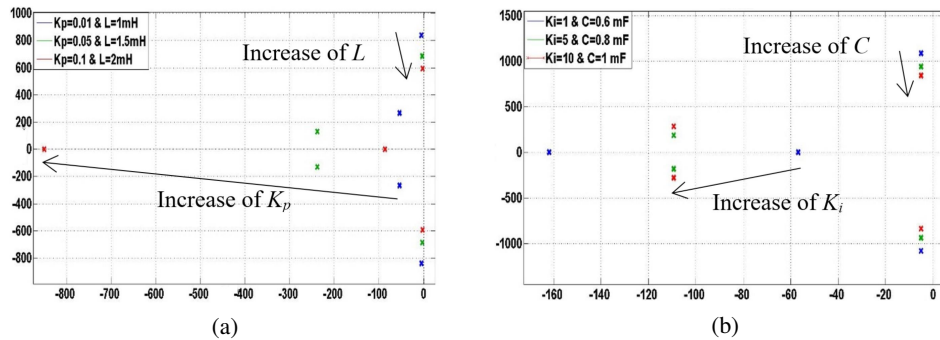 Kp=0.01 & L=1mH
Kp=0.05 & L=1.5mH
Kp=0.1 & L=2mH
Increase of L
Increase of Kp
800
600
400
200
0
-200
-400
-600
-800
-800 -700 -600 -500 -400 -300 -200 -100 0
(a)
Ki=1 & C=0.6 mF
Ki=5 & C=0.8 mF
Ki=10 & C=1 mF
Increase of C
Increase of Ki
1500
1000
500
0
-500
-1000
-160 -140 -120 -100 -80 -60 -40 -20 0
(b)